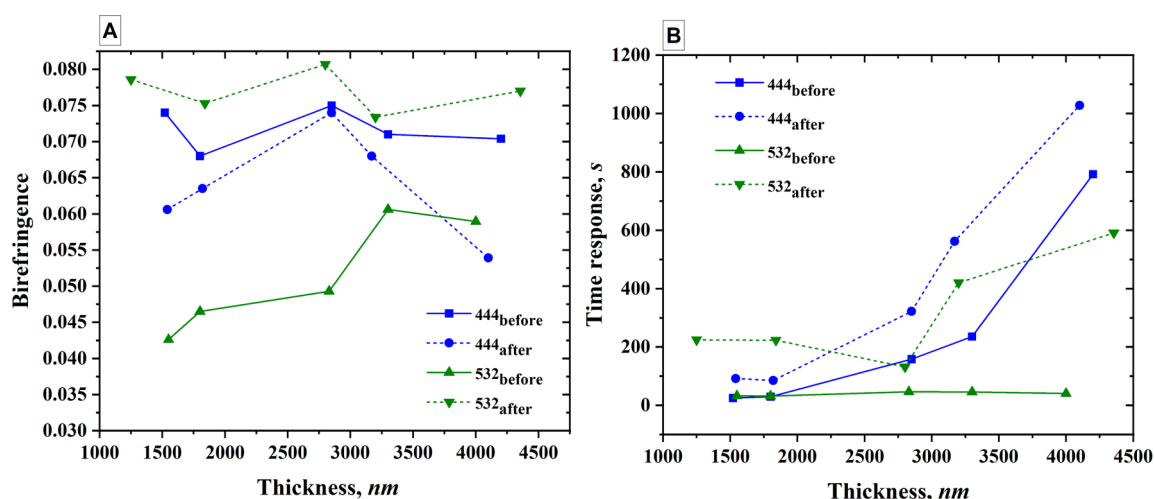 A
Birefringence
0.080
0.075
0.070
0.065
0.060
0.055
0.050
0.045
0.040
0.035
0.030
1000 1500 2000 2500 3000 3500 4000 4500
Thickness, nm
444before
444after
532before
532after
B
Time response, s
1200
1000
800
600
400
200
0
1000 1500 2000 2500 3000 3500 4000 4500
Thickness, nm
444before
444after
532before
532after